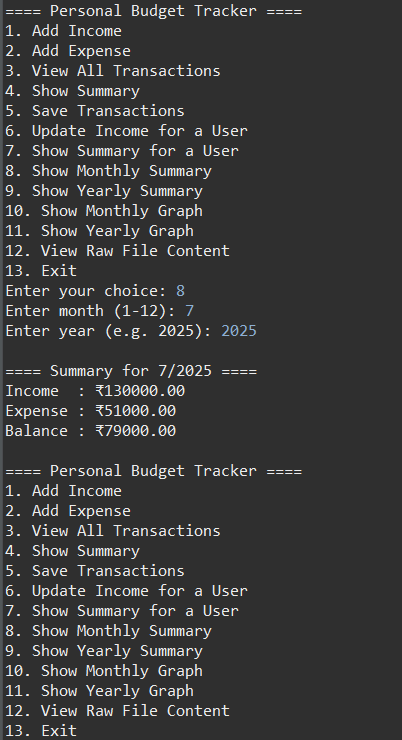 ==== Personal Budget Tracker ====
1. Add Income
2. Add Expense
3. View All Transactions
4. Show Summary
5. Save Transactions
6. Update Income for a User
7. Show Summary for a User
8. Show Monthly Summary
9. Show Yearly Summary
10. Show Monthly Graph
11. Show Yearly Graph
12. View Raw File Content
13. Exit
Enter your choice: 8
Enter month (1-12): 7
Enter year (e.g. 2025): 2025

==== Summary for 7/2025 ====
Income  : ₹130000.00
Expense : ₹51000.00
Balance : ₹79000.00

==== Personal Budget Tracker ====
1. Add Income
2. Add Expense
3. View All Transactions
4. Show Summary
5. Save Transactions
6. Update Income for a User
7. Show Summary for a User
8. Show Monthly Summary
9. Show Yearly Summary
10. Show Monthly Graph
11. Show Yearly Graph
12. View Raw File Content
13. Exit